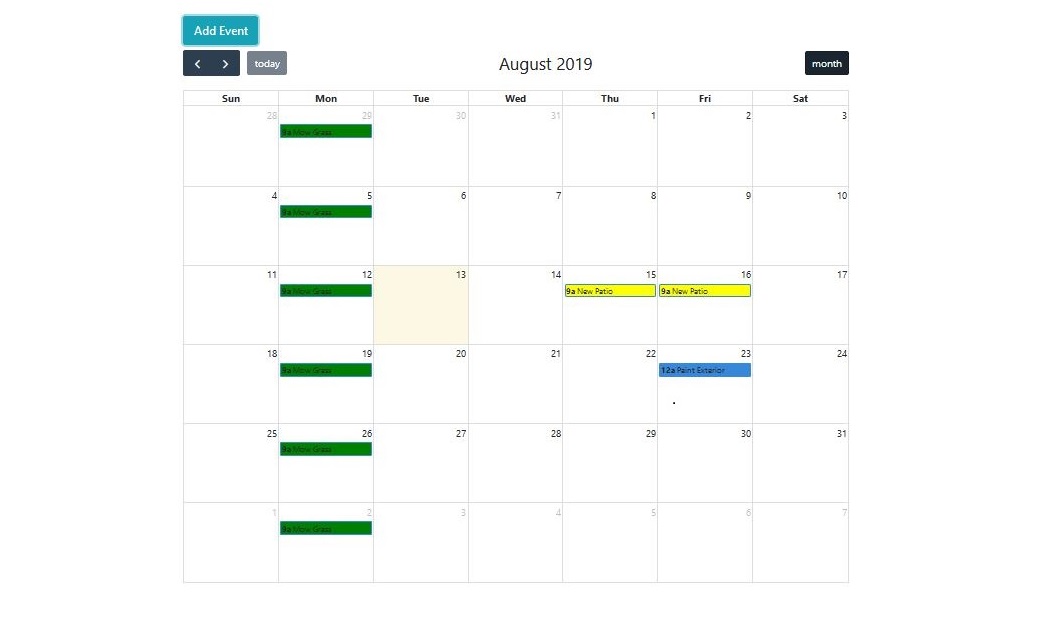 Add Event
today August 2019 month
Sun Mon Tue Wed Thu Fri Sat
28 29 30 31 1 2 3
9a Mow Grass
4 5 6 7 8 9 10
9a Mow Grass
11 12 13 14 15 16 17
9a Mow Grass 9a New Patio 9a New Patio
18 19 20 21 22 23 24
9a Mow Grass 12a Paint Exterior
25 26 27 28 29 30 31
9a Mow Grass
1 2 3 4 5 6 7
9a Mow Grass